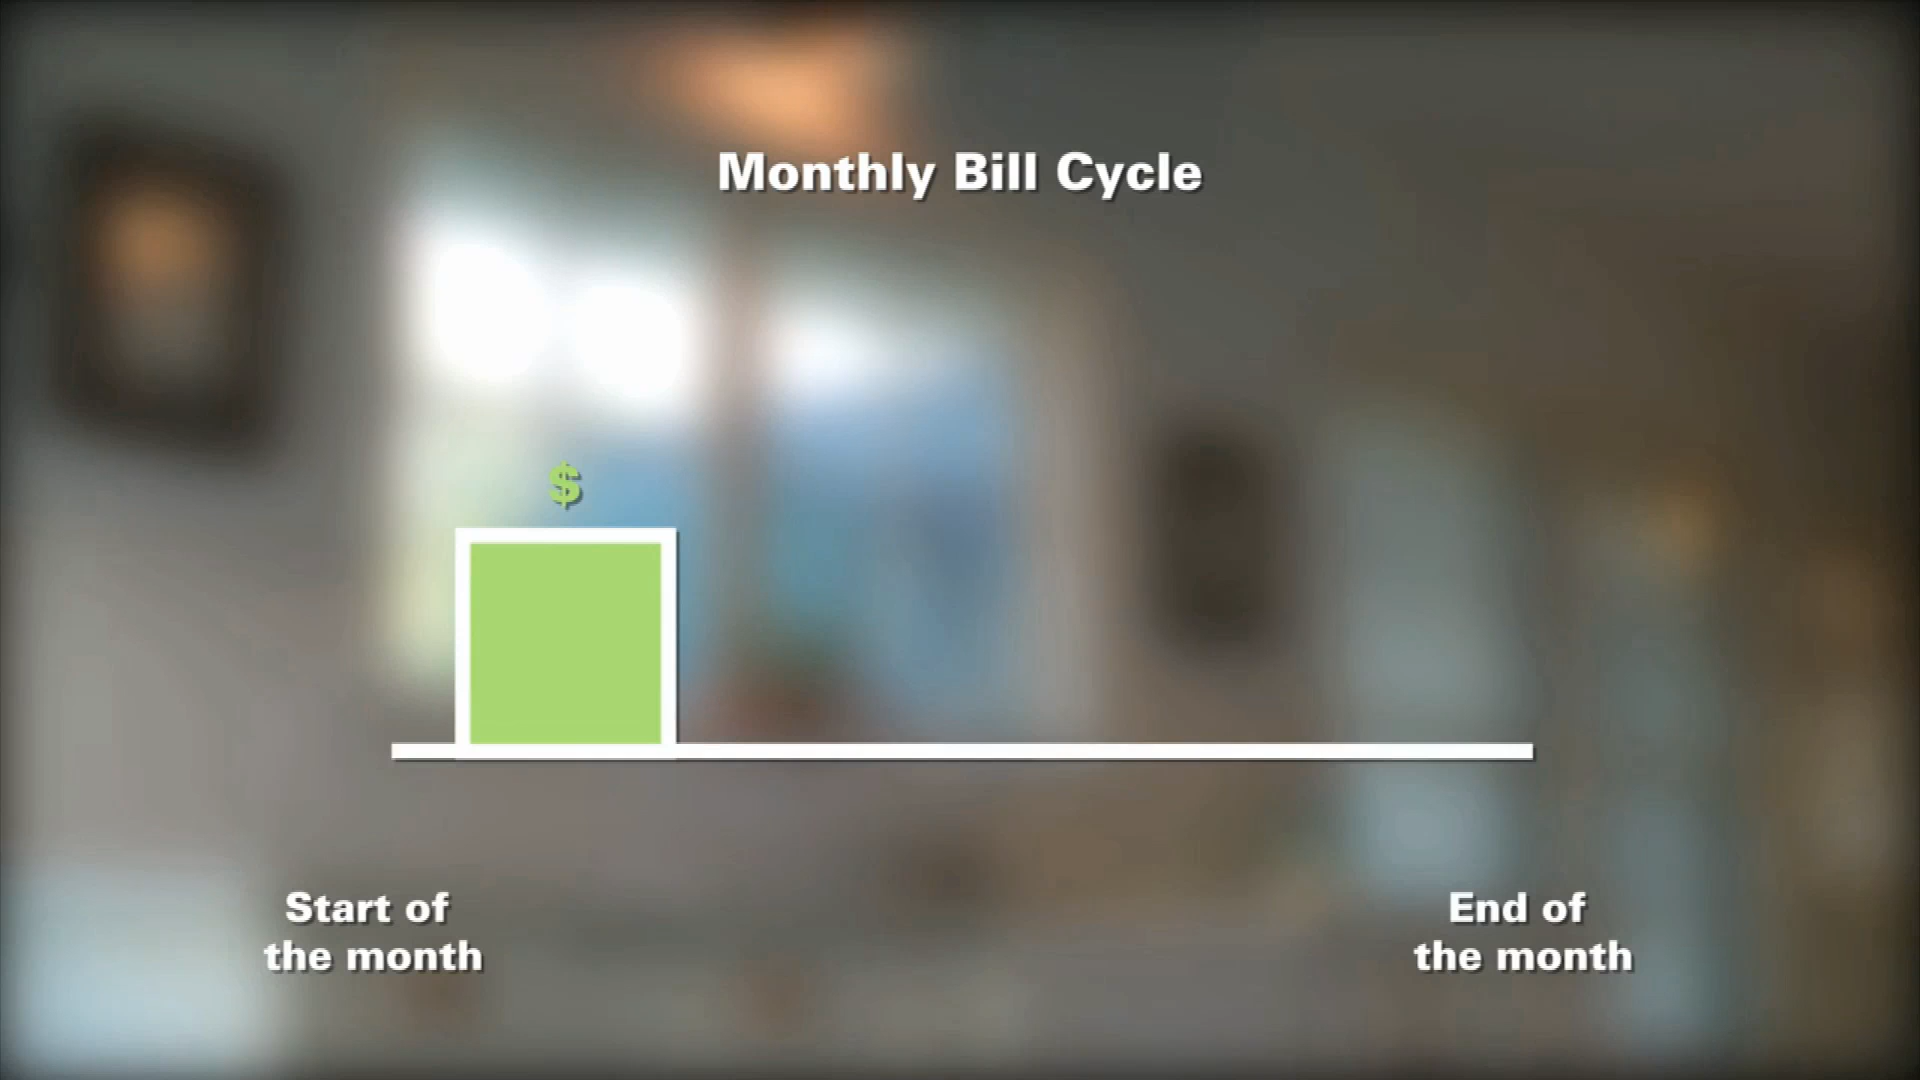 Monthly Bill Cycle
$
Start of
the month
End of
the month